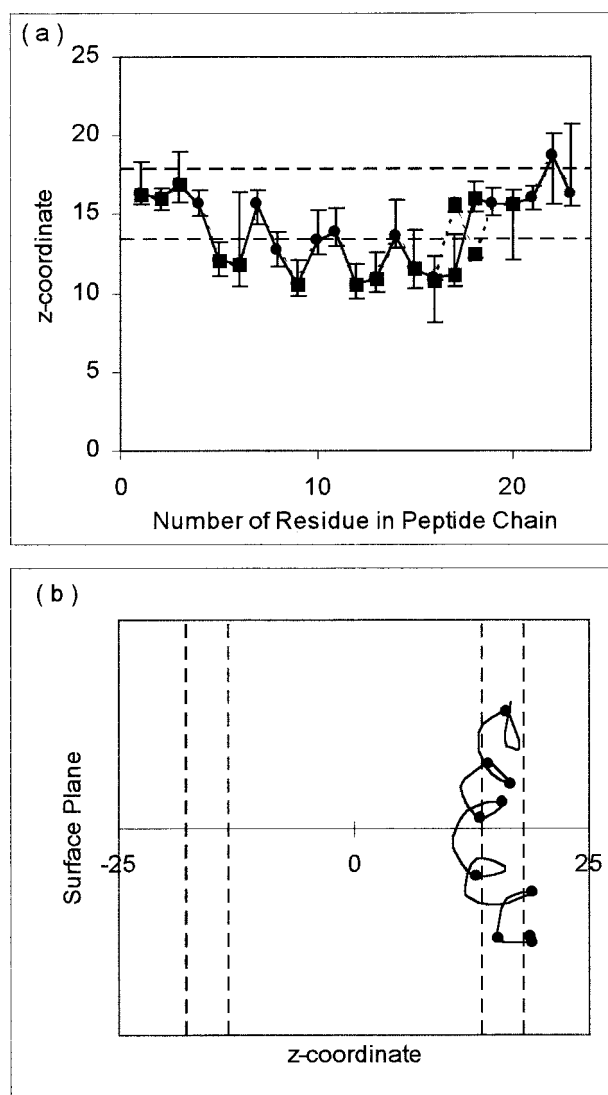 (a)
25
20
15
10
5
0
z-coordinate
0 10 20
Number of Residue in Peptide Chain
(b)
Surface Plane
-25 0 25
z-coordinate